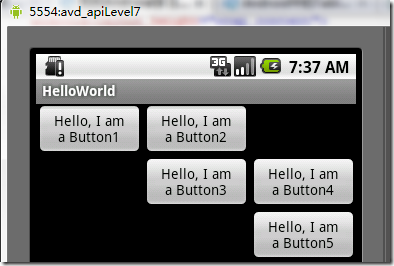 5554:avd_apiLevel7
3G
7:37 AM
HelloWorld
Hello, I am
a Button1
Hello, I am
a Button2
Hello, I am
a Button3
Hello, I am
a Button4
Hello, I am
a Button5